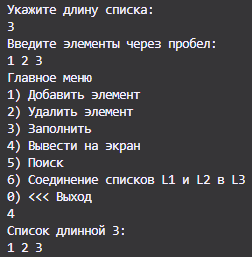 Укажите длину списка:
3
Введите элементы через пробел:
1 2 3
Главное меню
1) Добавить элемент
2) Удалить элемент
3) Заполнить
4) Вывести на экран
5) Поиск
6) Соединение списков L1 и L2 в L3
0) <<< Выход
4
Список длинной 3:
1 2 3